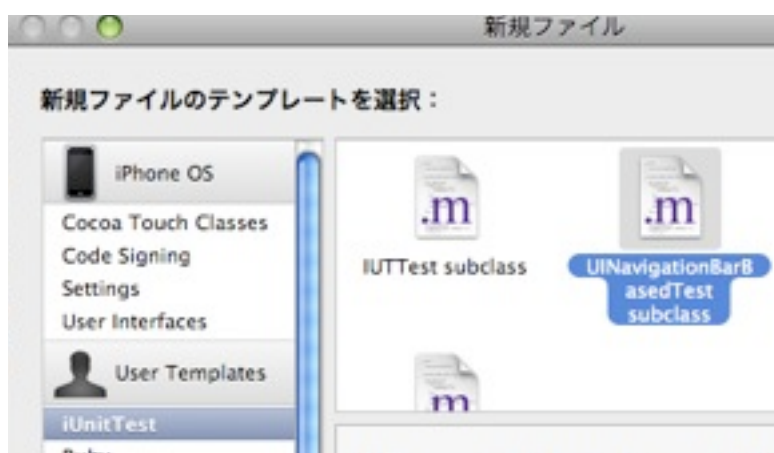 新規ファイル
新規ファイルのテンプレートを選択：
iPhone OS
Cocoa Touch Classes
Code Signing
Settings
User Interfaces
User Templates
iUnitTest
.m
IUTTest subclass
.m
UINavigationBarB
asedTest
subclass
.m